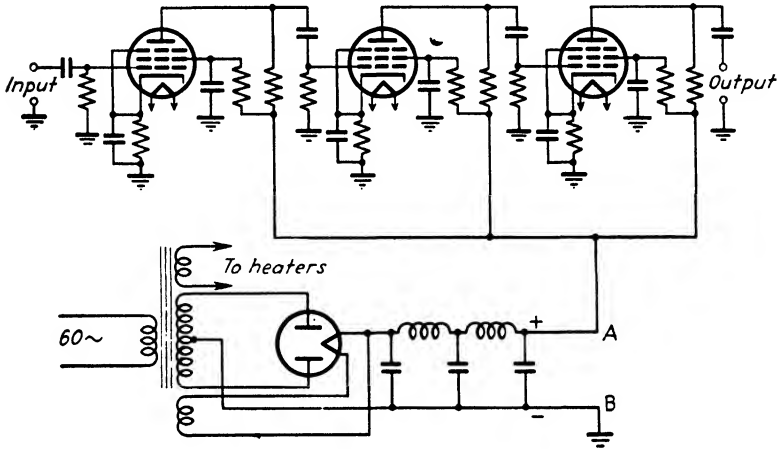 Input
Output
To heaters
60~
+
A
B
−